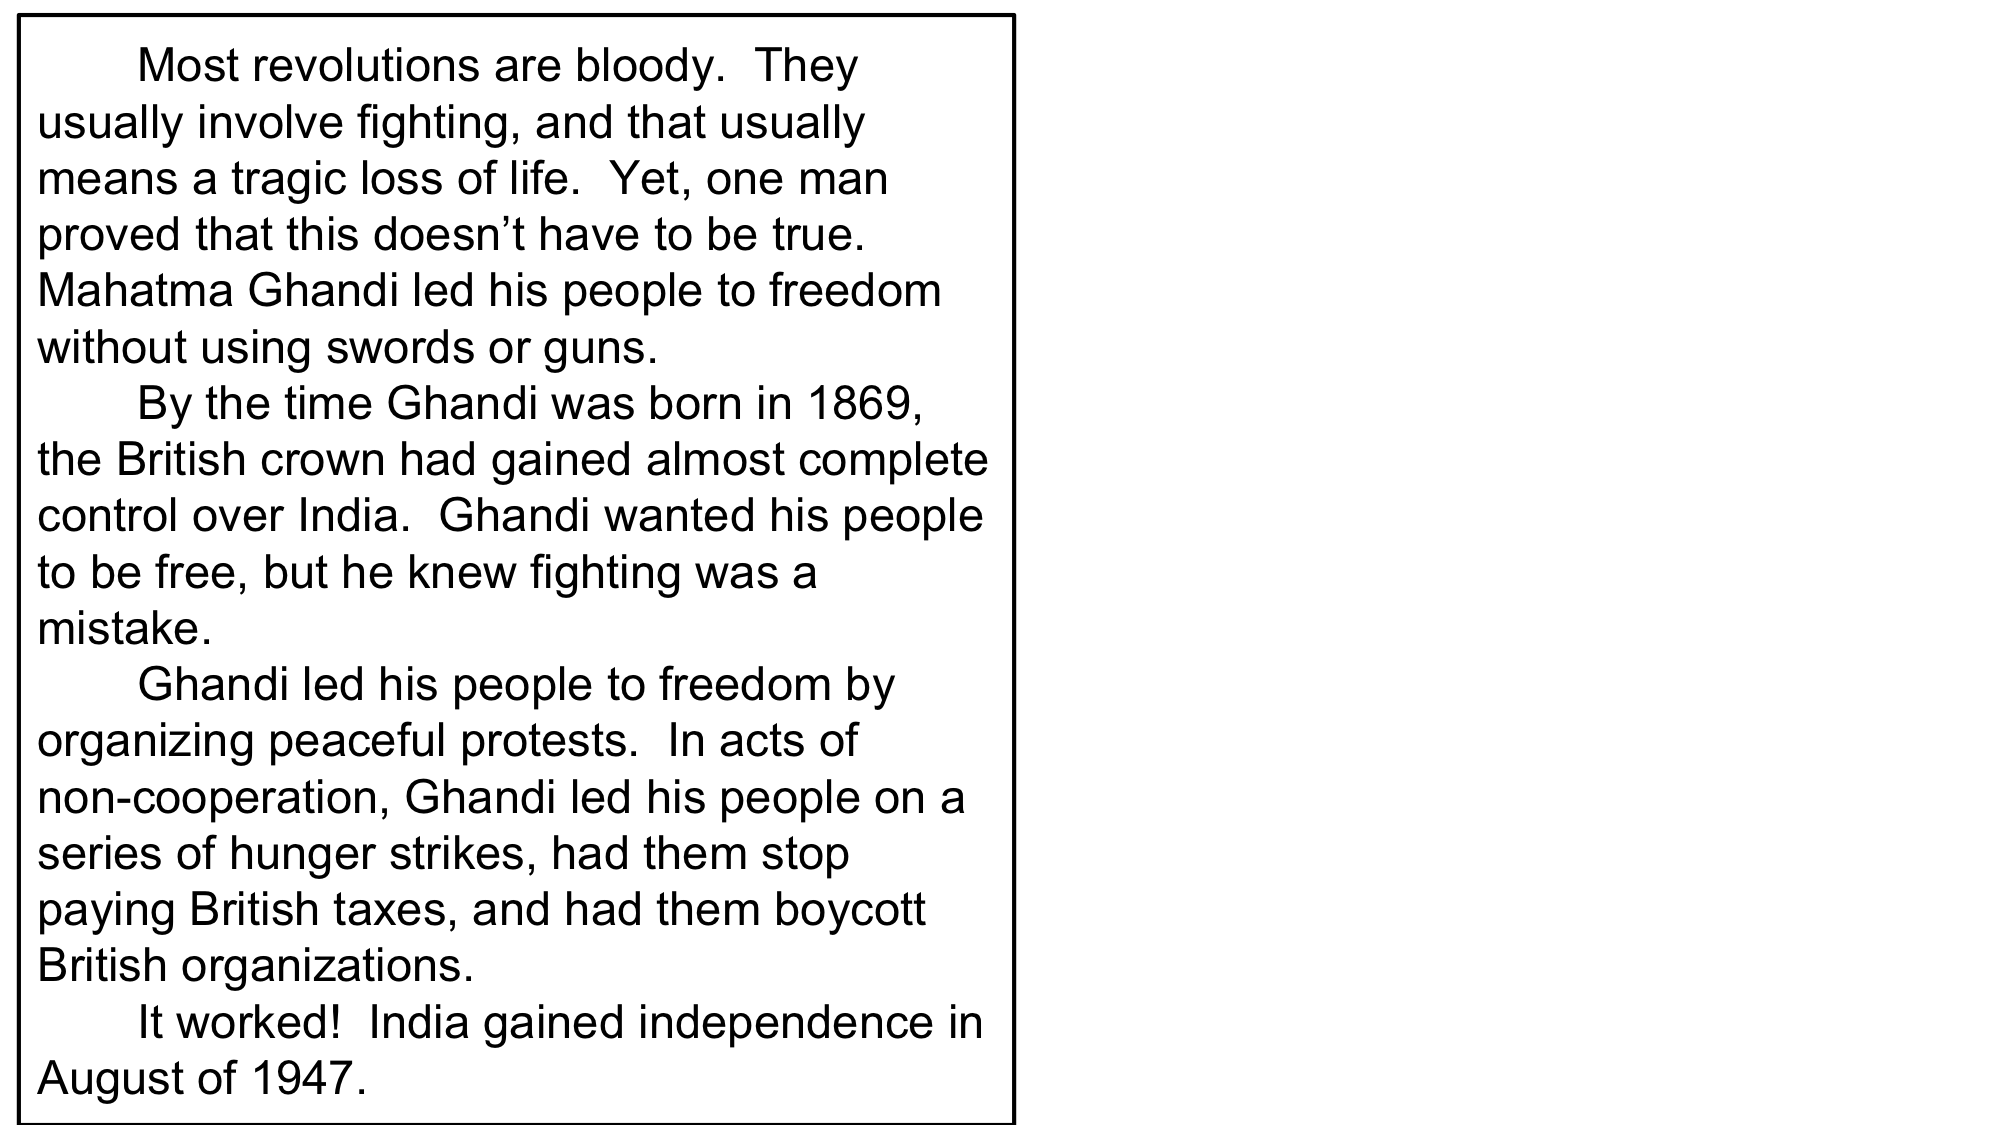 Most revolutions are bloody.  They
usually involve fighting, and that usually
means a tragic loss of life.  Yet, one man
proved that this doesn’t have to be true.
Mahatma Ghandi led his people to freedom
without using swords or guns.
By the time Ghandi was born in 1869,
the British crown had gained almost complete
control over India.  Ghandi wanted his people
to be free, but he knew fighting was a
mistake.
Ghandi led his people to freedom by
organizing peaceful protests.  In acts of
non-cooperation, Ghandi led his people on a
series of hunger strikes, had them stop
paying British taxes, and had them boycott
British organizations.
It worked!  India gained independence in
August of 1947.